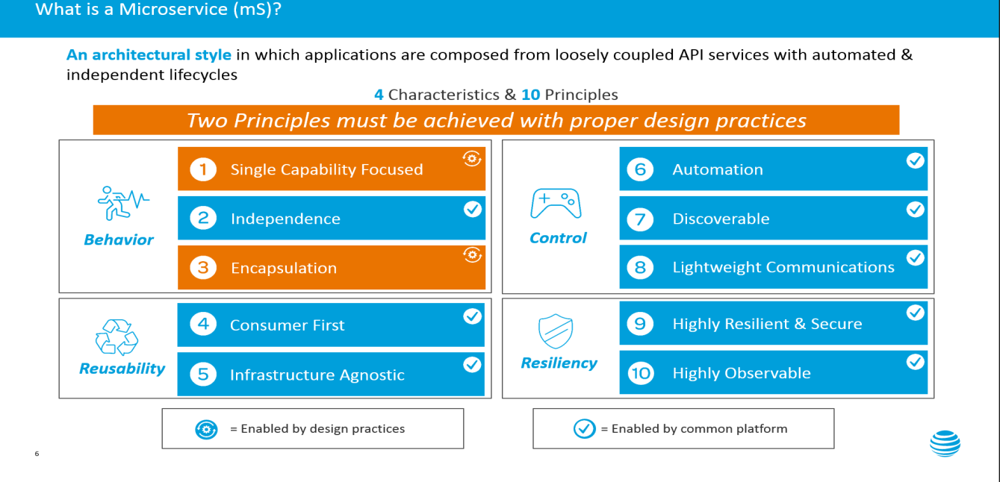 What is a Microservice (mS)?
An architectural style in which applications are composed from loosely coupled API services with automated &
independent lifecycles
4 Characteristics & 10 Principles
Two Principles must be achieved with proper design practices
Behavior
1 Single Capability Focused
2 Independence
3 Encapsulation
Reusability
4 Consumer First
5 Infrastructure Agnostic
Control
6 Automation
7 Discoverable
8 Lightweight Communications
Resiliency
9 Highly Resilient & Secure
10 Highly Observable
= Enabled by design practices
= Enabled by common platform
6